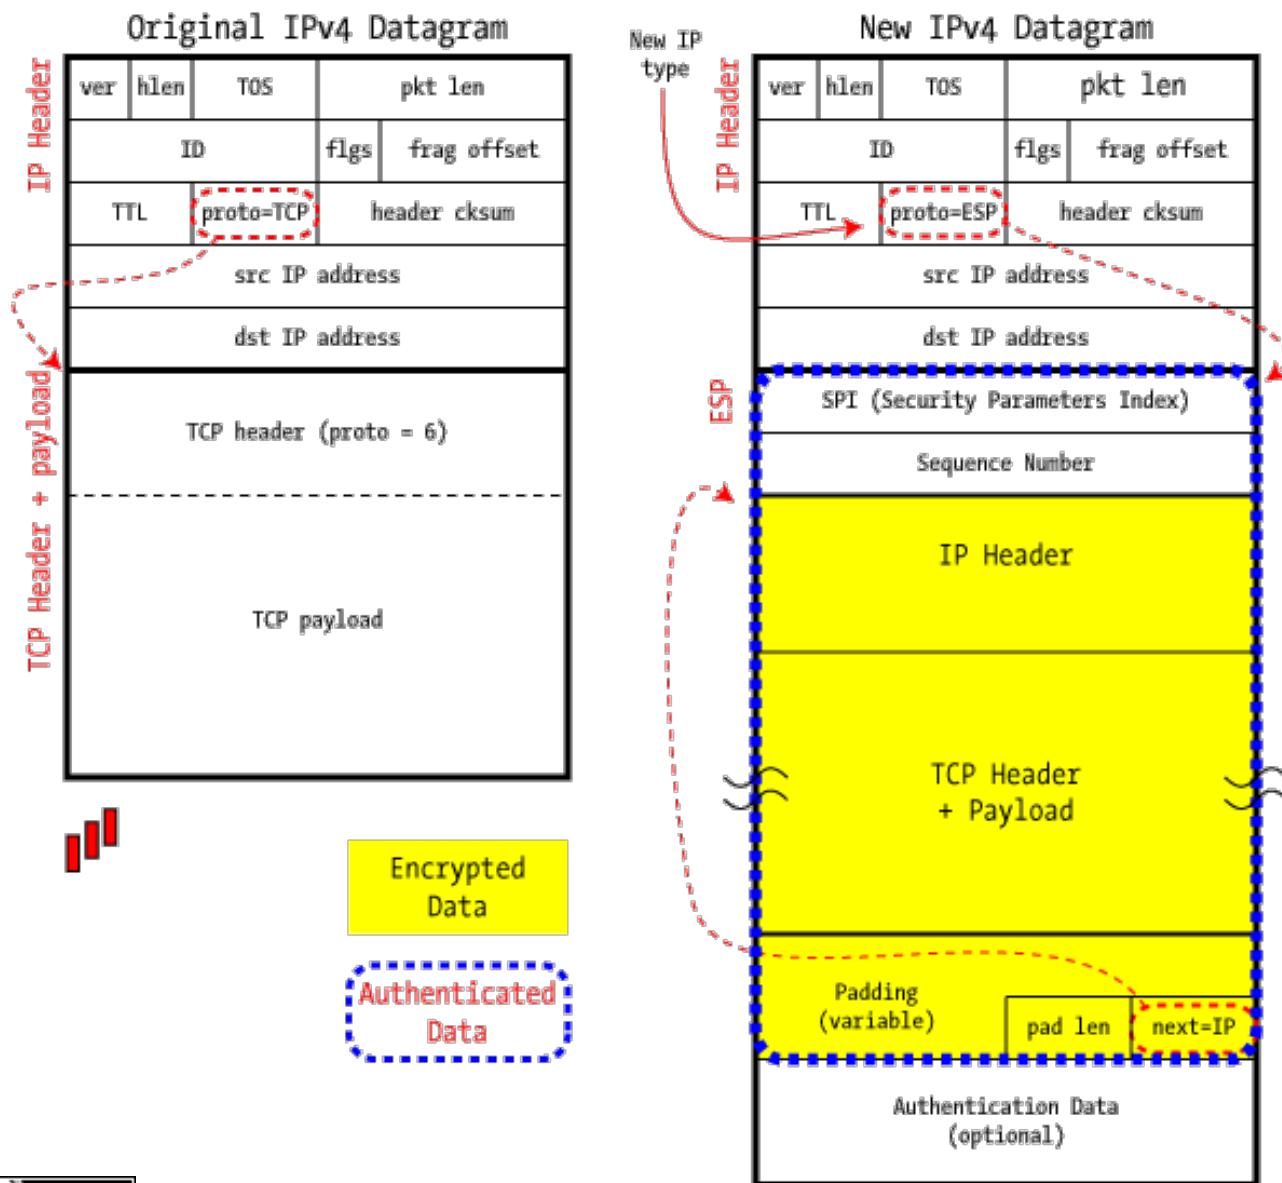 Original IPv4 Datagram
IP Header
ver hlen TOS pkt len
ID flgs frag offset
TTL proto=TCP header cksum
src IP address
dst IP address
TCP Header + payload
TCP header (proto = 6)
TCP payload
Encrypted
Data
Authenticated
Data
New IP
type
New IPv4 Datagram
IP Header
ver hlen TOS pkt len
ID flgs frag offset
TTL proto=ESP header cksum
src IP address
dst IP address
ESP
SPI (Security Parameters Index)
Sequence Number
IP Header
TCP Header
+ Payload
Padding
(variable)
pad len next=IP
Authentication Data
(optional)